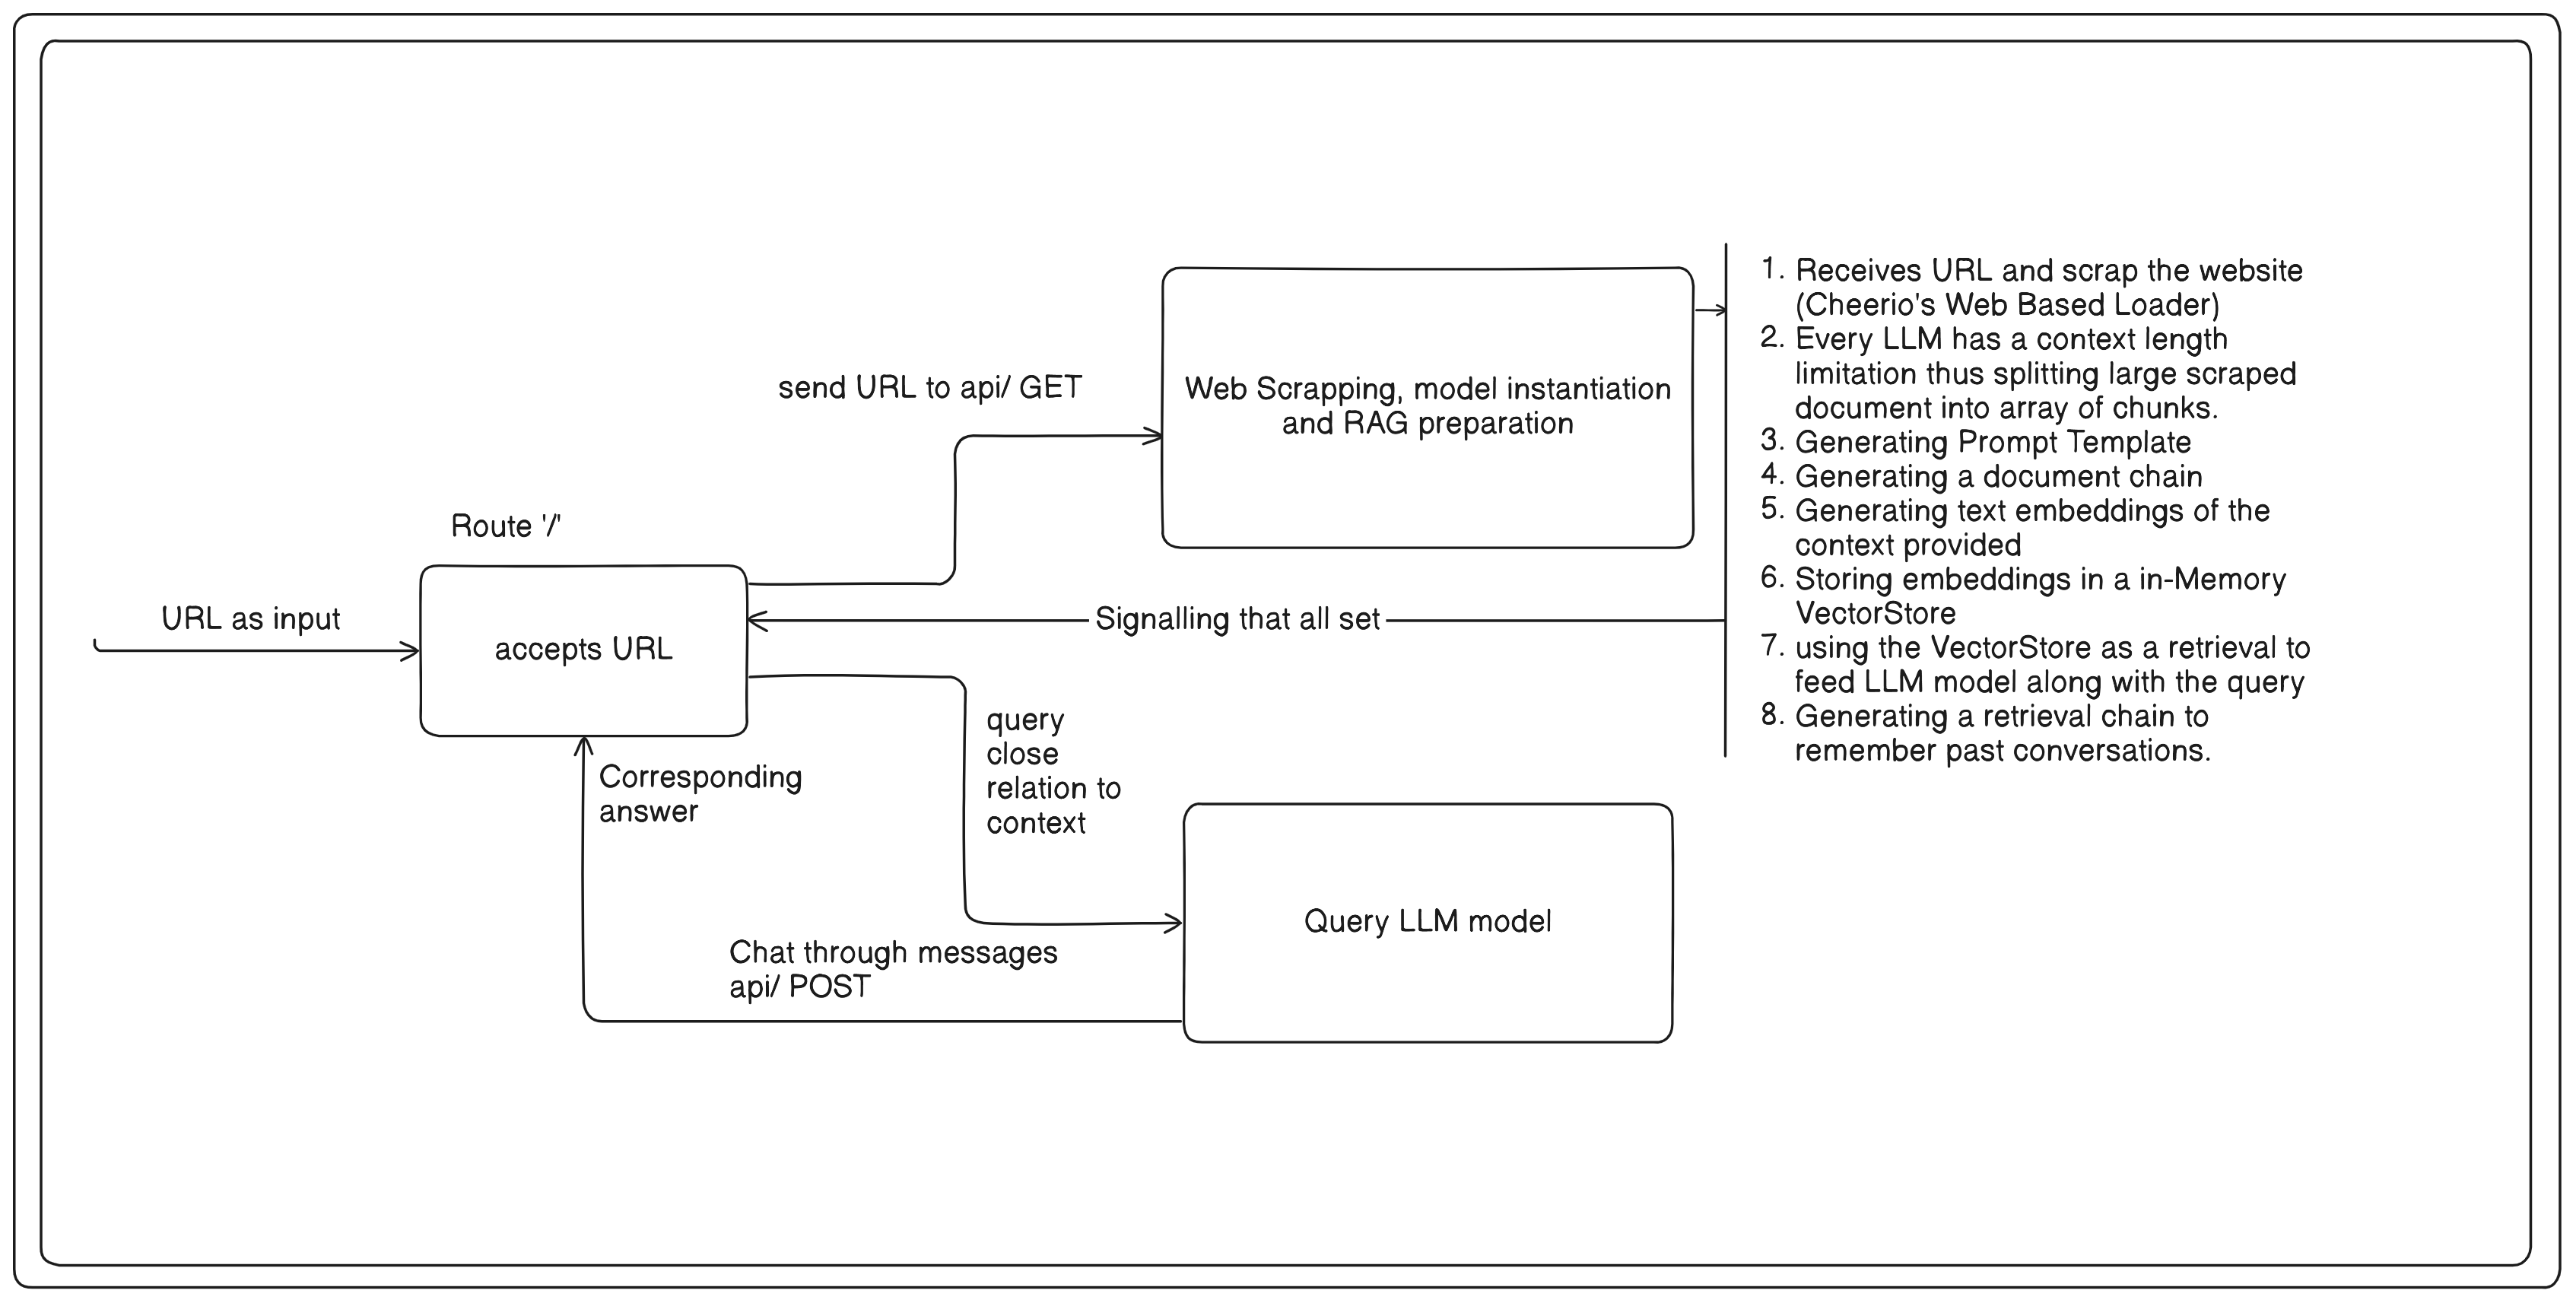 send URL to api/ GET
Web Scrapping, model instantiation
and RAG preparation
1. Receives URL and scrap the website
(Cheerio's Web Based Loader)
2. Every LLM has a context length
limitation thus splitting large scraped
document into array of chunks.
3. Generating Prompt Template
4. Generating a document chain
5. Generating text embeddings of the
context provided
6. Storing embeddings in a in-Memory
VectorStore
7. using the VectorStore as a retrieval to
feed LLM model along with the query
8. Generating a retrieval chain to
remember past conversations.
Route '/'
URL as input
accepts URL
Signalling that all set
query
close
relation to
context
Corresponding
answer
Query LLM model
Chat through messages
api/ POST